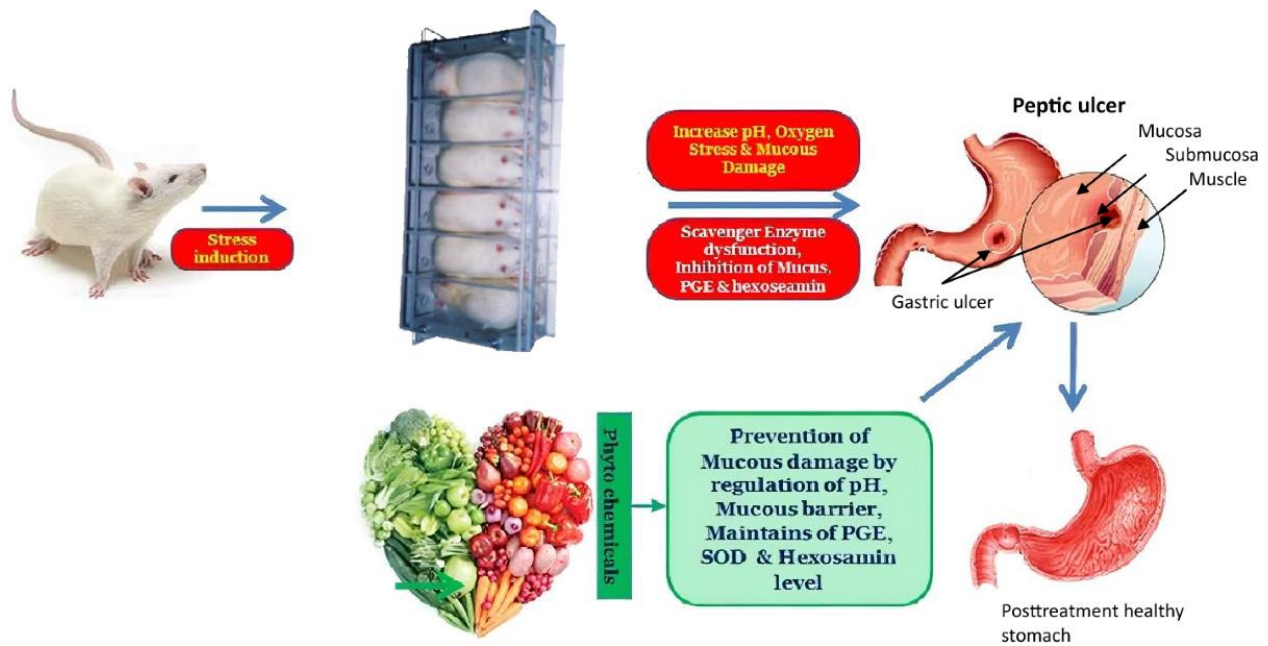 Stress
induction
Increase pH, Oxygen
Stress & Mucous
Damage
Scavenger Enzyme
dysfunction,
Inhibition of Mucus,
PGE & hexoseamin
Peptic ulcer
Mucosa
Submucosa
Muscle
Gastric ulcer
Phyto chemicals
Prevention of
Mucous damage by
regulation of pH,
Mucous barrier,
Maintains of PGE,
SOD & Hexosamin
level
Posttreatment healthy
stomach